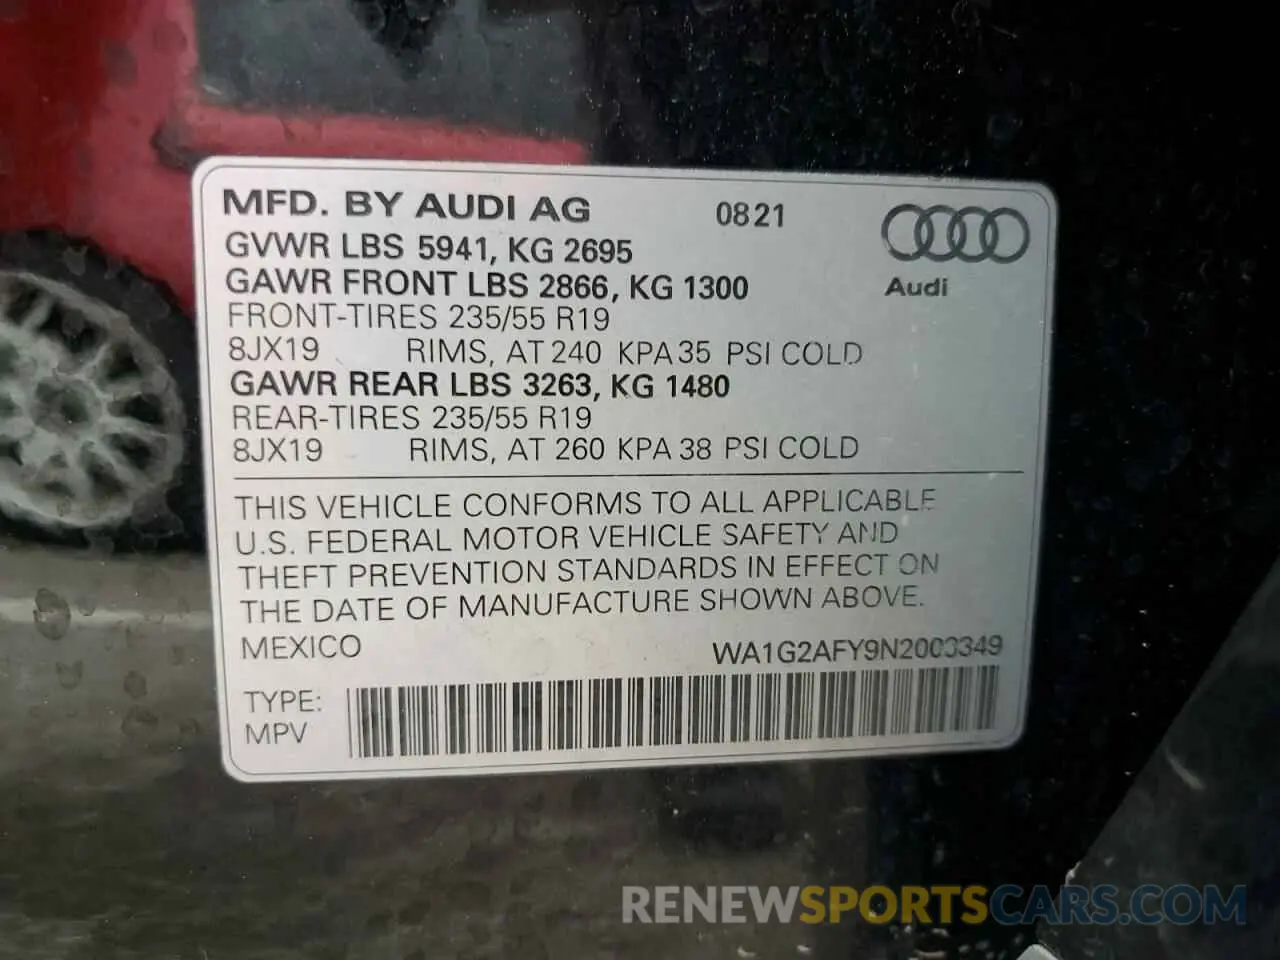 MFD. BY AUDI AG 0821
GVWR LBS 5941, KG 2695
GAWR FRONT LBS 2866, KG 1300
Audi
FRONT-TIRES 235/55 R19
8JX19 RIMS, AT 240 KPA 35 PSI COLD
GAWR REAR LBS 3263, KG 1480
REAR-TIRES 235/55 R19
8JX19 RIMS, AT 260 KPA 38 PSI COLD
THIS VEHICLE CONFORMS TO ALL APPLICABLE
U.S. FEDERAL MOTOR VEHICLE SAFETY AND
THEFT PREVENTION STANDARDS IN EFFECT ON
THE DATE OF MANUFACTURE SHOWN ABOVE.
MEXICO WA1G2AFY9N2003349
TYPE:
MPV
RENEWSPORTSCARS.COM